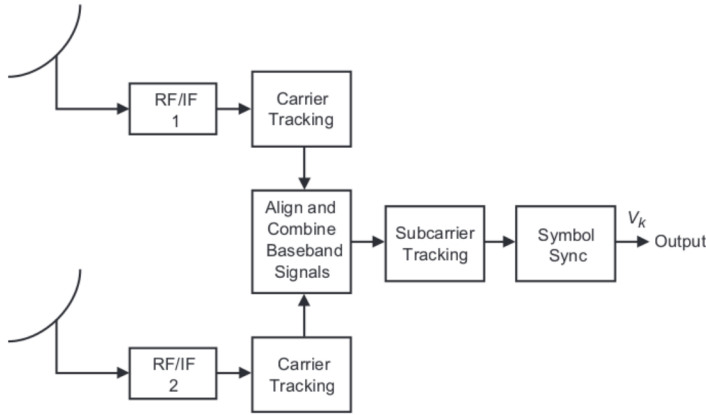 RF/IF
1
Carrier
Tracking
Align and
Combine
Baseband
Signals
Subcarrier
Tracking
Symbol
Sync
Vk
Output
RF/IF
2
Carrier
Tracking